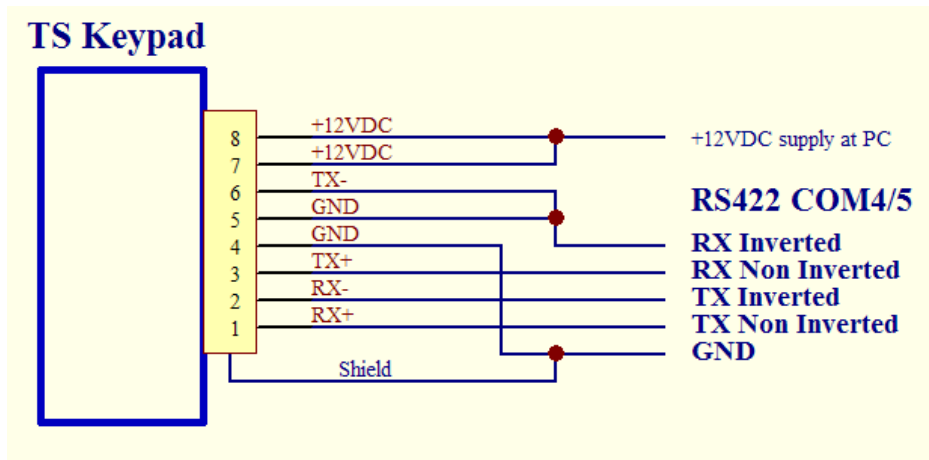 TS Keypad
8 +12VDC +12VDC supply at PC
7 +12VDC
6 TX-
5 GND RS422 COM4/5
4 GND RX Inverted
3 TX+ RX Non Inverted
2 RX- TX Inverted
1 RX+ TX Non Inverted
GND
Shield